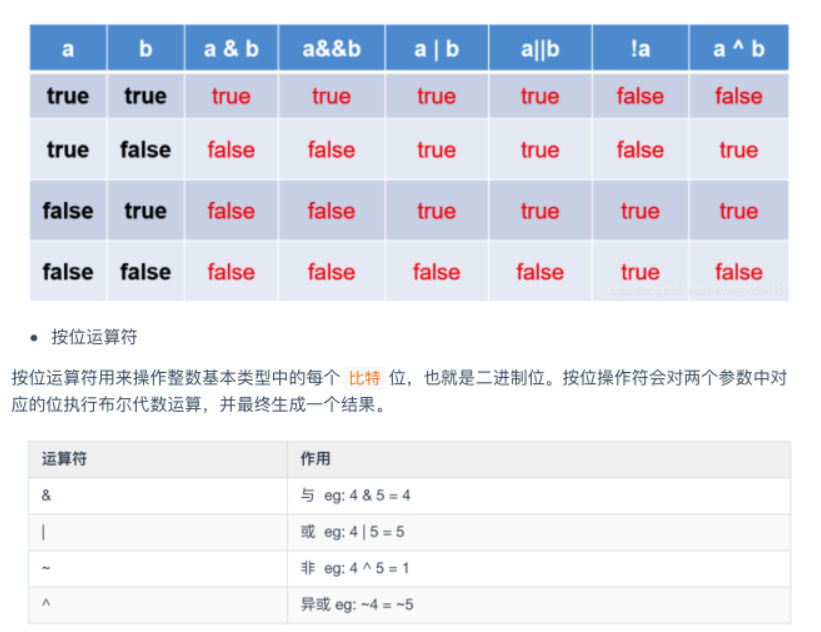 a b a & b a&&b a | b a||b !a a ^ b
true true true true true true false false
true false false false true true false true
false true false false true true true true
false false false false false false true false
• 按位运算符
按位运算符用来操作整数基本类型中的每个 比特 位，也就是二进制位。按位操作符会对两个参数中对
应的位执行布尔代数运算，并最终生成一个结果。
运算符 作用
& 与 eg: 4 & 5 = 4
| 或 eg: 4 | 5 = 5
~ 非 eg: 4 ^ 5 = 1
^ 异或 eg: ~4 = ~5